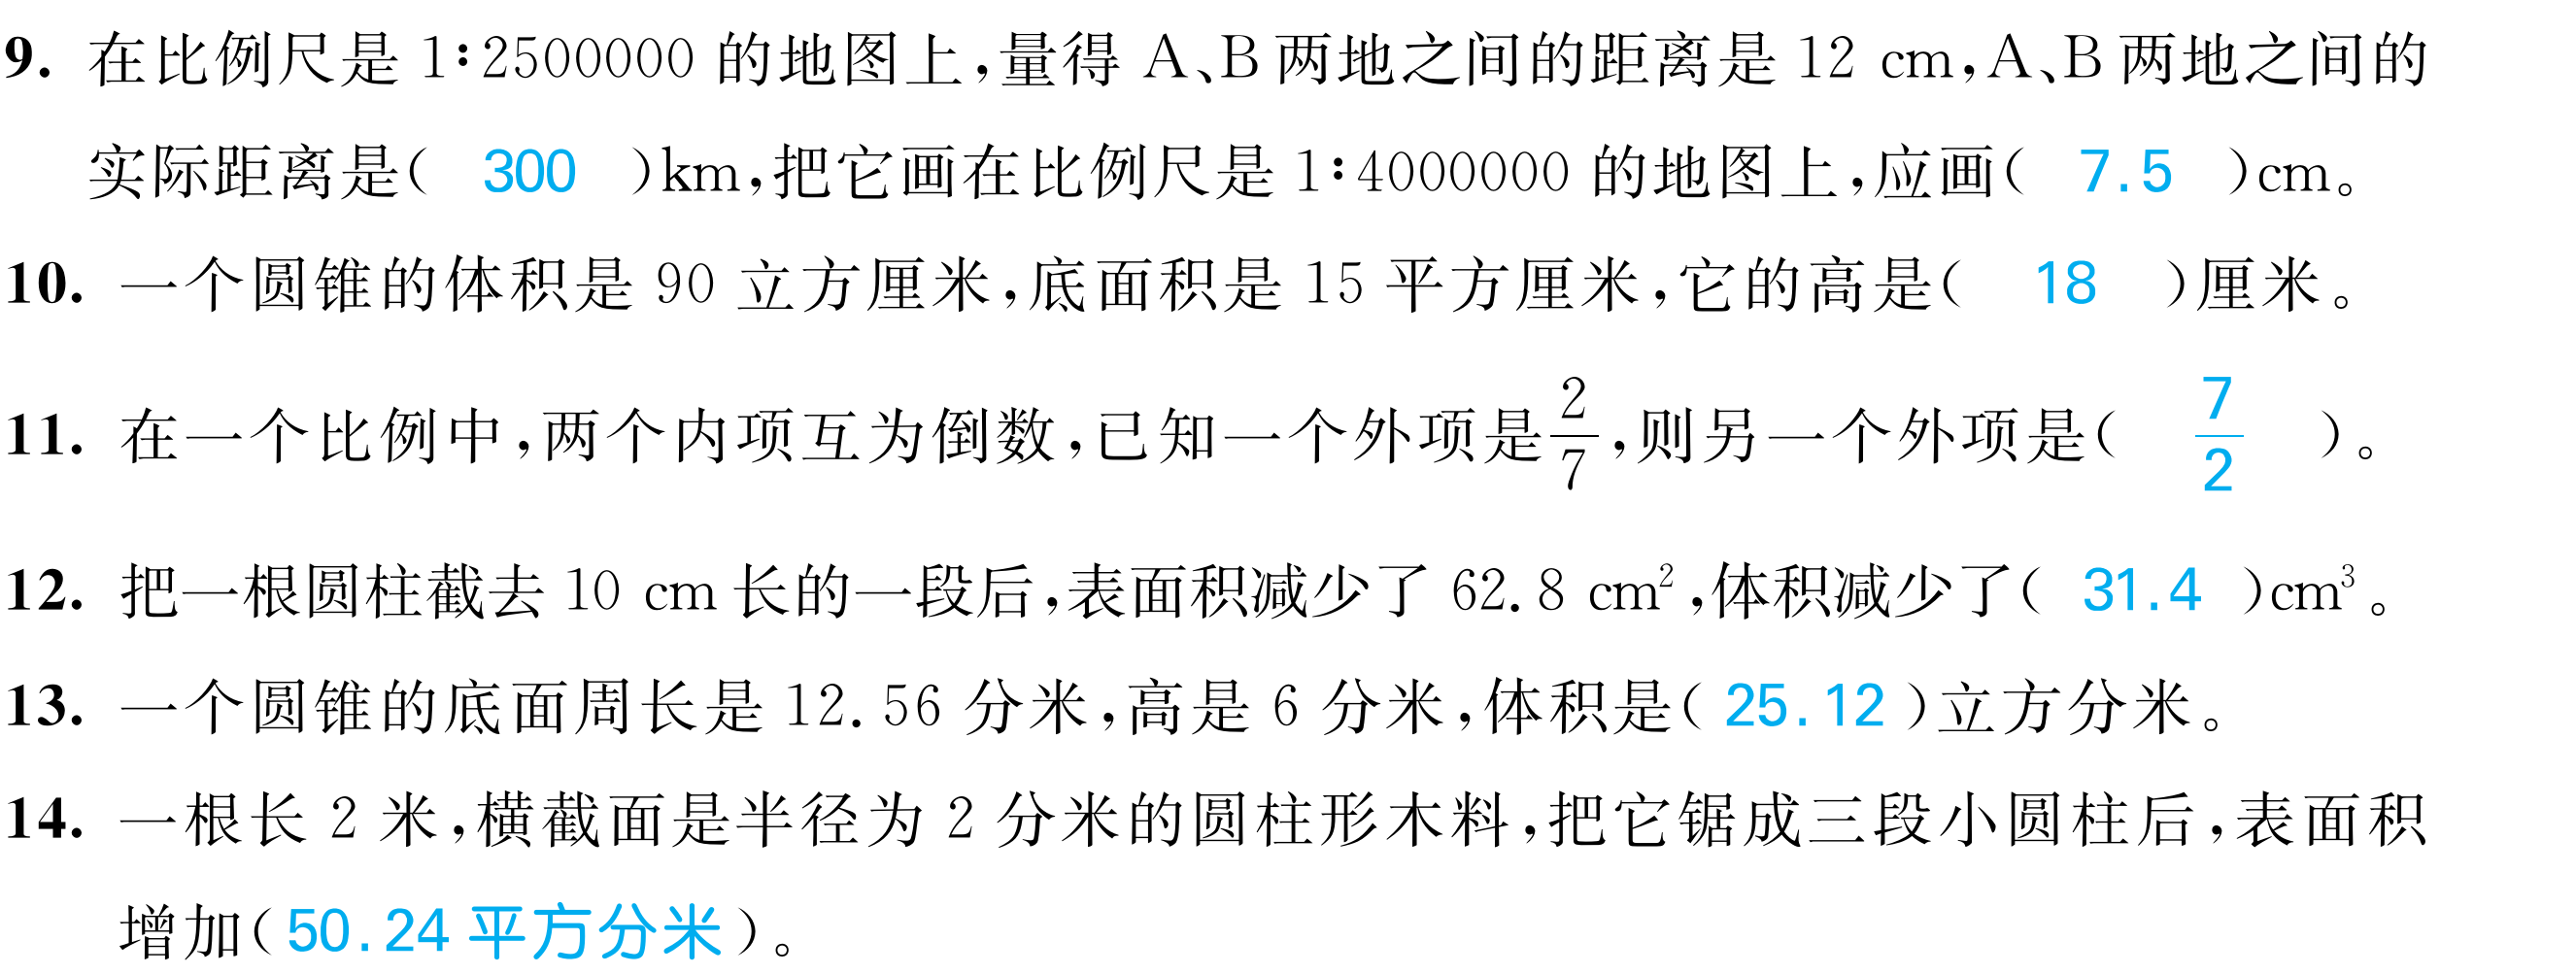 9. 在比例尺是 1∶2500000 的地图上,量得 A、B 两地之间的距离是 12 cm,A、B 两地之间的
实际距离是( 300 )km,把它画在比例尺是 1∶4000000 的地图上,应画( 7.5 )cm。
10. 一个圆锥的体积是 90 立方厘米,底面积是 15 平方厘米,它的高是( 18 )厘米。
11. 在一个比例中,两个内项互为倒数,已知一个外项是 2/7 ,则另一个外项是( 7/2 )。
12. 把一根圆柱截去 10 cm 长的一段后,表面积减少了 62.8 cm²,体积减少了( 31.4 )cm³。
13. 一个圆锥的底面周长是 12.56 分米,高是 6 分米,体积是( 25.12 )立方分米。
14. 一根长 2 米,横截面是半径为 2 分米的圆柱形木料,把它锯成三段小圆柱后,表面积
增加( 50.24 平方分米 )。